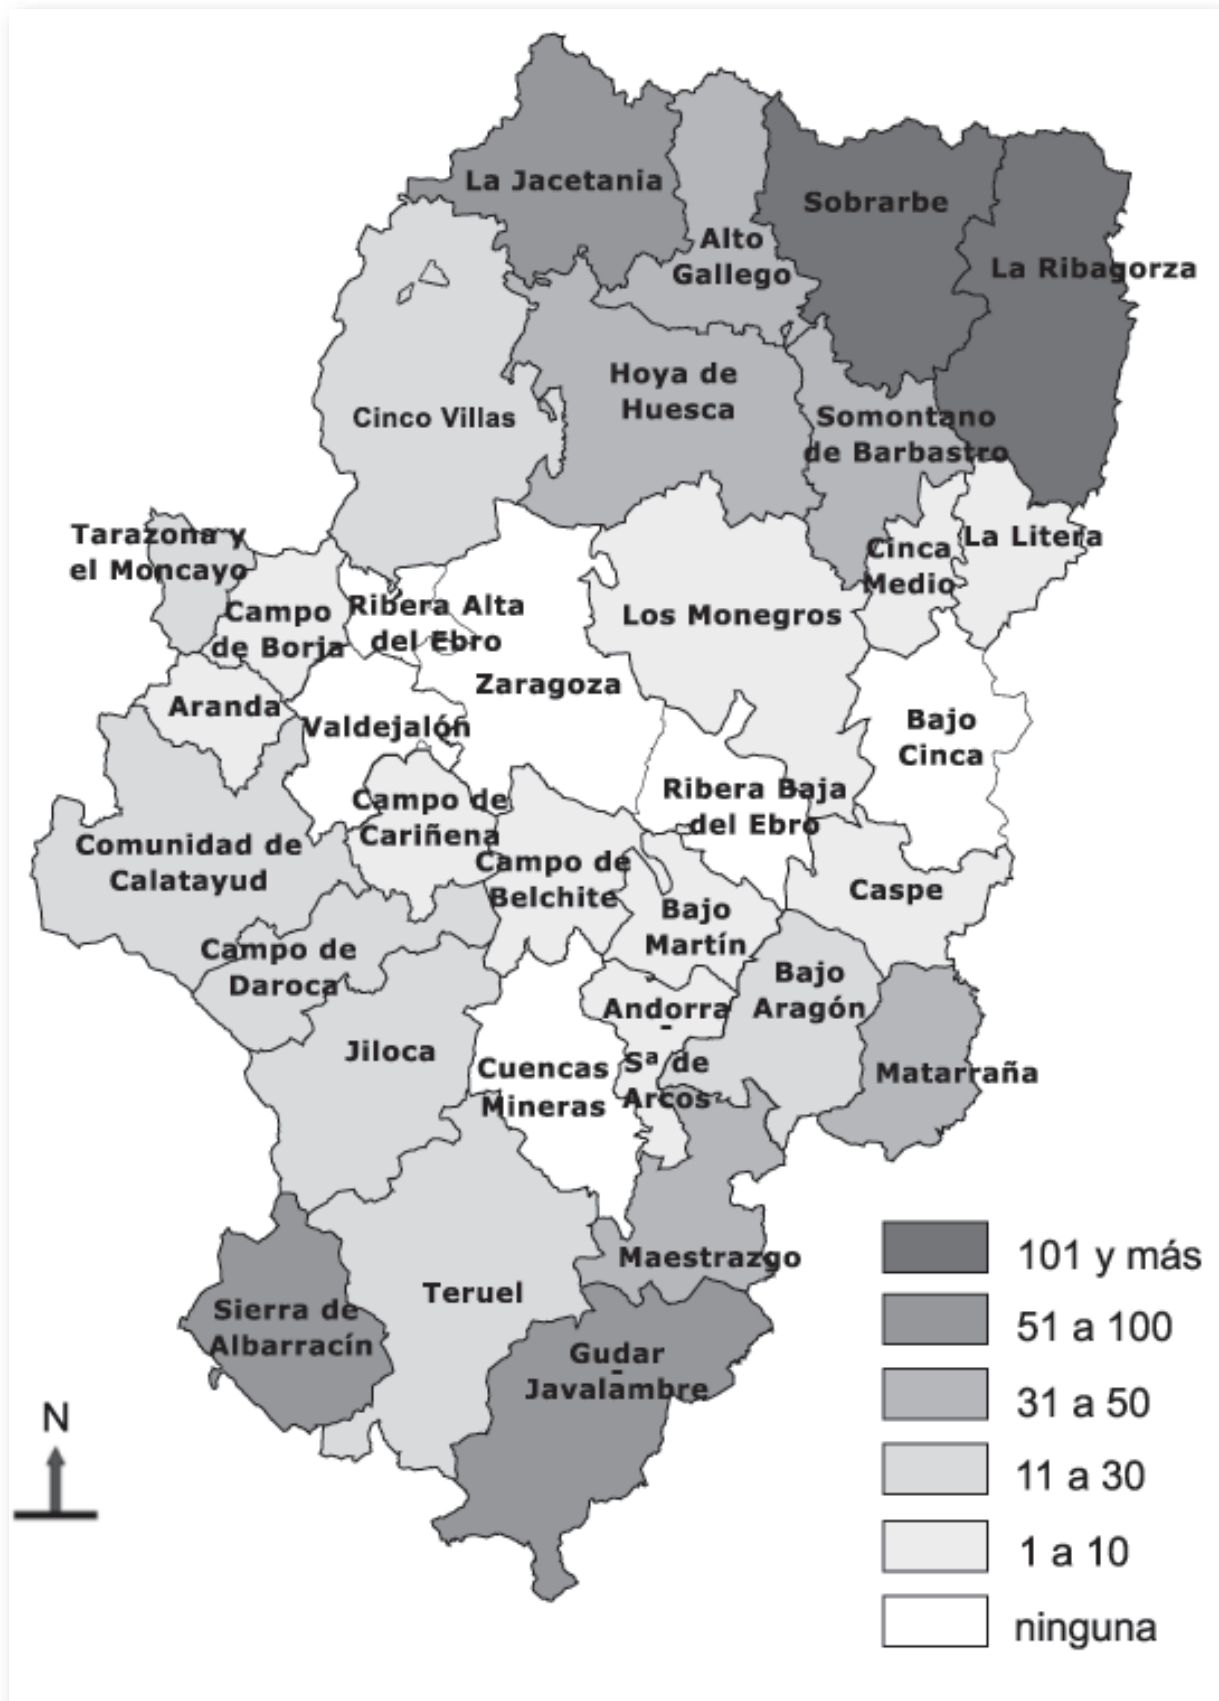 La Jacetania
Sobrarbe
Alto
Gallego
La Ribagorza
Hoya de
Huesca
Cinco Villas
Somontano
de Barbastro
Tarazona y
el Moncayo
La Litera
Cinca
Medio
Campo
de Borja
Ribera Alta
del Ebro
Los Monegros
Zaragoza
Aranda
Valdejalón
Bajo
Cinca
Ribera Baja
del Ebro
Campo de
Cariñena
Comunidad de
Calatayud
Campo de
Belchite
Caspe
Bajo
Martín
Campo de
Daroca
Bajo
Aragón
Andorra
-
Sª de
Arcos
Jiloca
Cuencas
Mineras
Matarraña
Maestrazgo
Teruel
Sierra de
Albarracín
Gudar
-
Javalambre
N
101 y más
51 a 100
31 a 50
11 a 30
1 a 10
ninguna